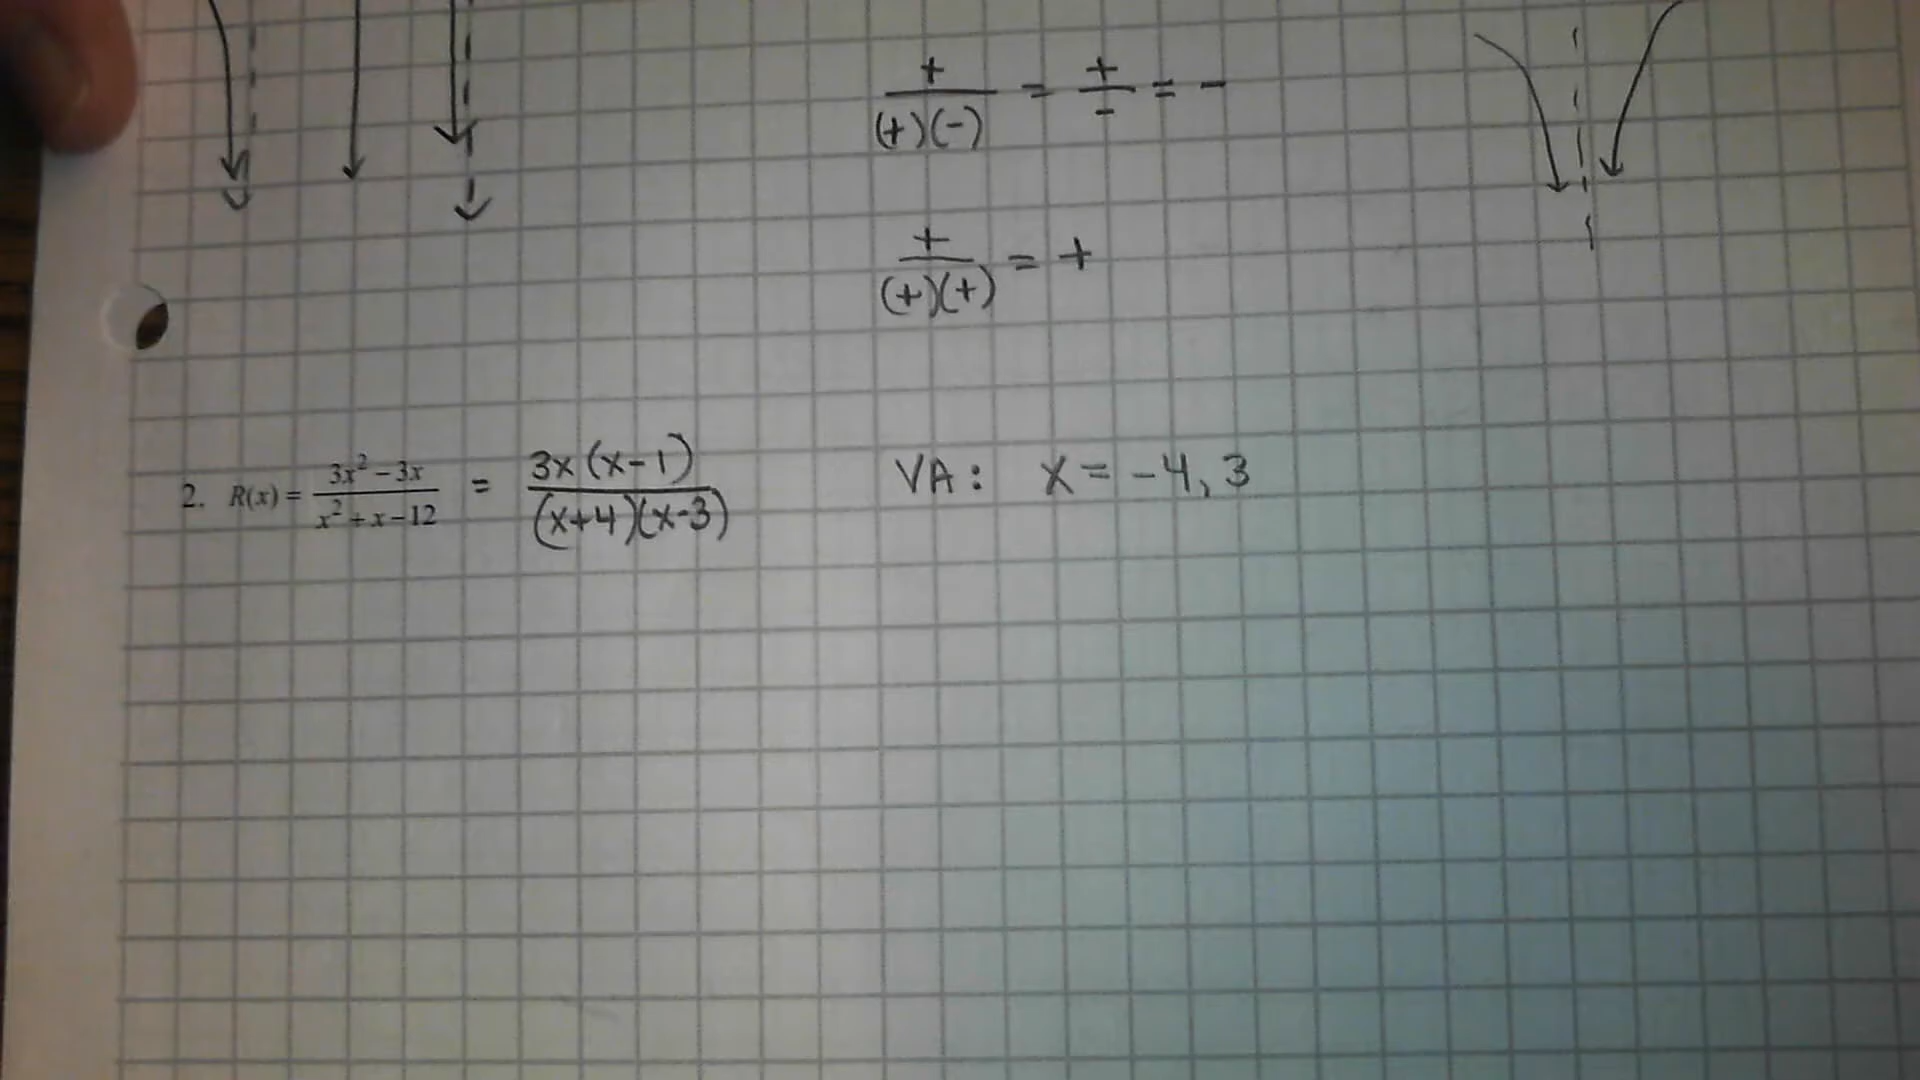 +/((+)(-)) = +/- = -
+/((+)(+)) = +
2. R(x) = (3x² - 3x)/(x² + x - 12) = (3x(x-1))/((x+4)(x-3)) VA: x = -4, 3